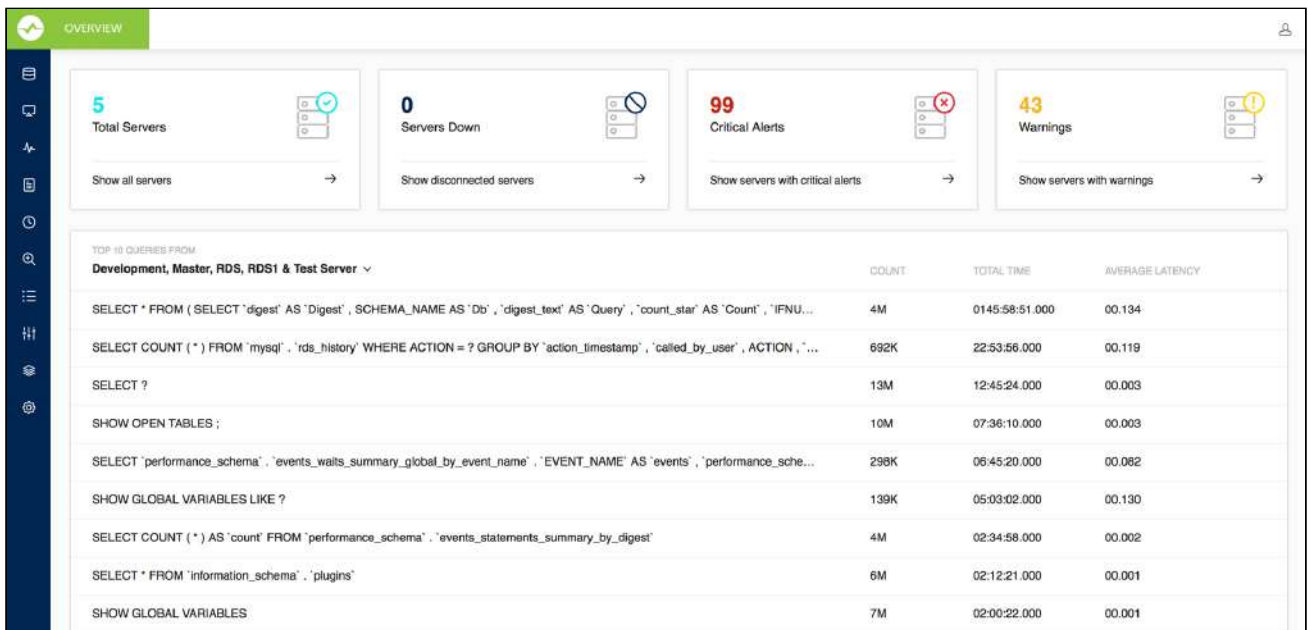 OVERVIEW
5
Total Servers
Show all servers
0
Servers Down
Show disconnected servers
99
Critical Alerts
Show servers with critical alerts
43
Warnings
Show servers with warnings
TOP 10 QUERIES FROM
Development, Master, RDS, RDS1 & Test Server
COUNT TOTAL TIME AVERAGE LATENCY
SELECT * FROM ( SELECT `digest` AS `Digest` , SCHEMA_NAME AS `Db` , `digest_text` AS `Query` , `count_star` AS `Count` , `IFNU... 4M 0145:58:51.000 00.134
SELECT COUNT ( * ) FROM `mysql` . `rds_history` WHERE ACTION = ? GROUP BY `action_timestamp` , `called_by_user` , ACTION , `... 692K 22:53:56.000 00.119
SELECT ? 13M 12:45:24.000 00.003
SHOW OPEN TABLES ; 10M 07:36:10.000 00.003
SELECT `performance_schema` . `events_waits_summary_global_by_event_name` . `EVENT_NAME` AS `events` , `performance_sche... 298K 06:45:20.000 00.082
SHOW GLOBAL VARIABLES LIKE ? 139K 05:03:02.000 00.130
SELECT COUNT ( * ) AS `count` FROM `performance_schema` . `events_statements_summary_by_digest` 4M 02:34:58.000 00.002
SELECT * FROM `information_schema` . `plugins` 6M 02:12:21.000 00.001
SHOW GLOBAL VARIABLES 7M 02:00:22.000 00.001